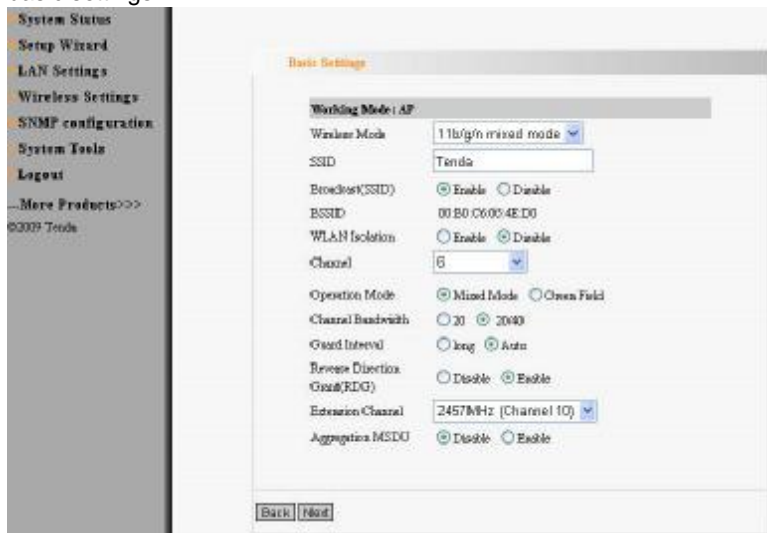 System Status
Setup Wizard
LAN Settings
Wireless Settings
SNMP configuration
System Tools
Logout
...More Products>>>
©2009 Tenda
Basic Settings
Working Mode: AP
Wireless Mode 11b/g/n mixed mode
SSID Tenda
Broadcast(SSID) Enable Disable
BSSID 00:B0:C6:05:4E:D0
WLAN Isolation Enable Disable
Channel 6
Operation Mode Mixed Mode Green Field
Channel Bandwidth 20 20/40
Guard Interval long Auto
Reverse Direction
Grant(RDG) Disable Enable
Extension Channel 2457MHz (Channel 10)
Aggregation MSDU Disable Enable
Back Next